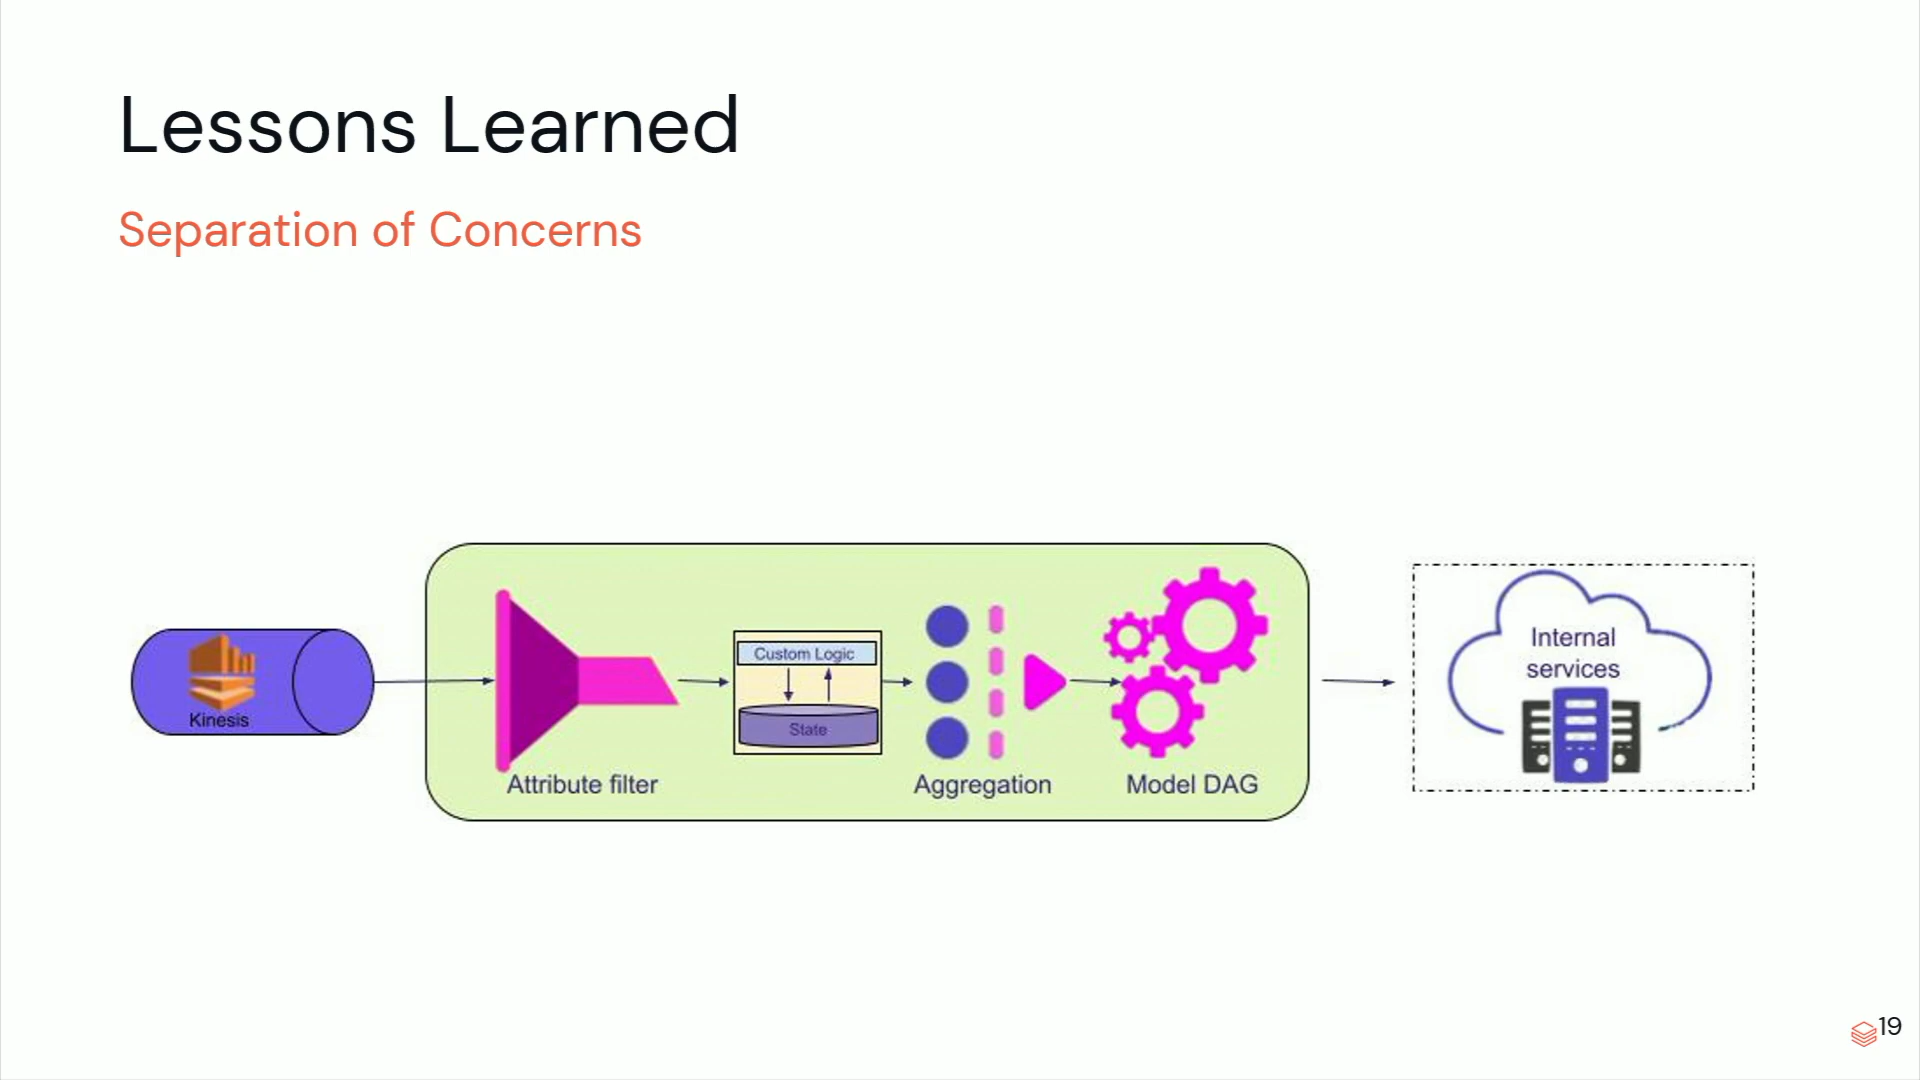 Lessons Learned
Separation of Concerns
Kinesis
Attribute filter
Custom Logic
State
Aggregation
Model DAG
Internal
services
19